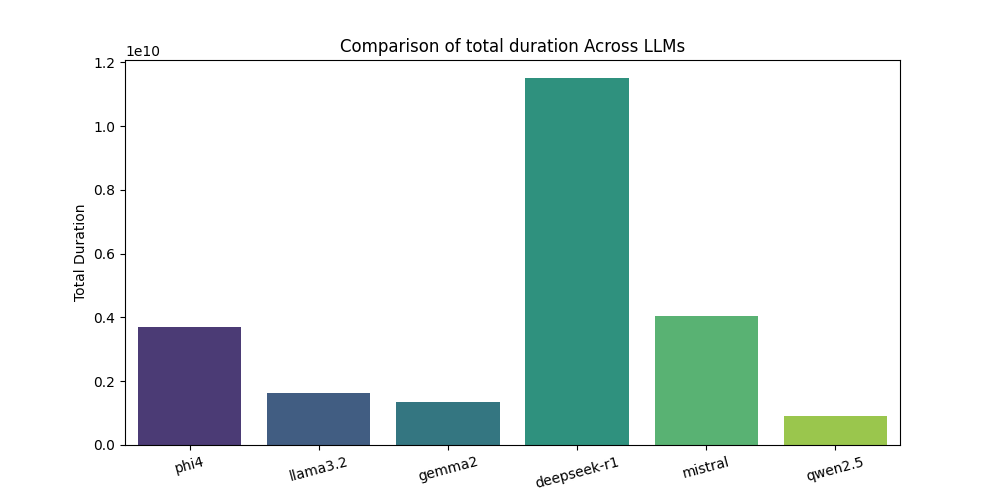 Comparison of total duration Across LLMs
1e10
1.2
1.0
0.8
0.6
0.4
0.2
0.0
Total Duration
phi4
llama3.2
gemma2
deepseek-r1
mistral
qwen2.5